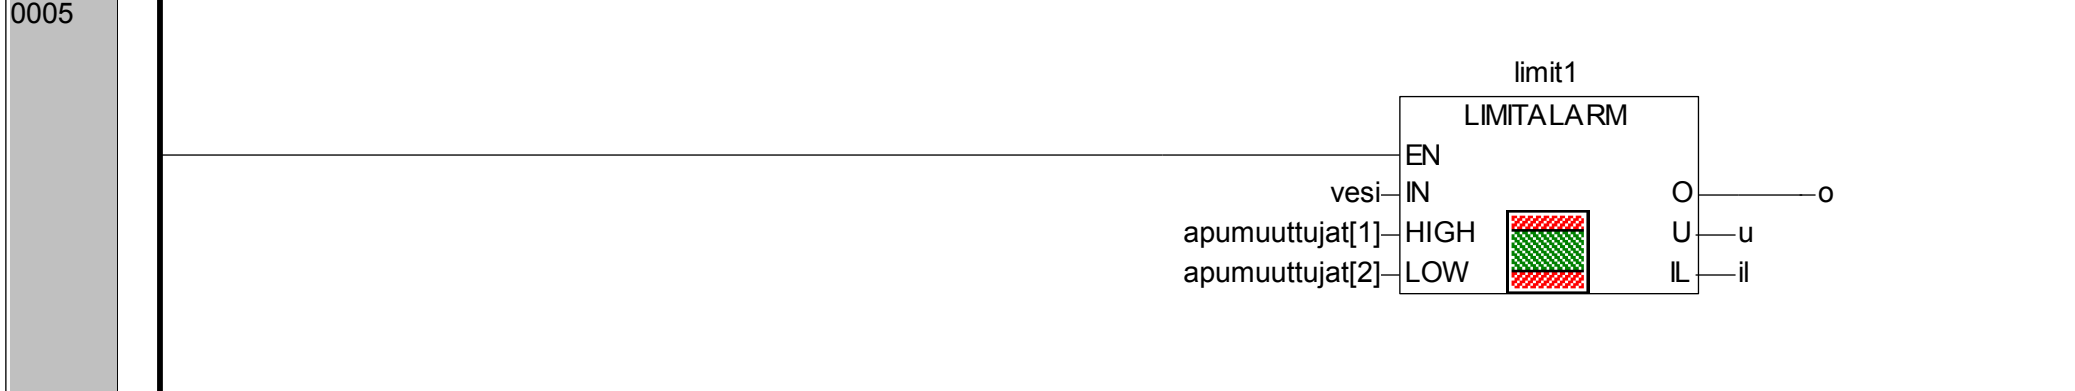 0005
limit1
LIMITALARM
EN
vesi IN O o
apumuuttujat[1] HIGH U u
apumuuttujat[2] LOW IL il